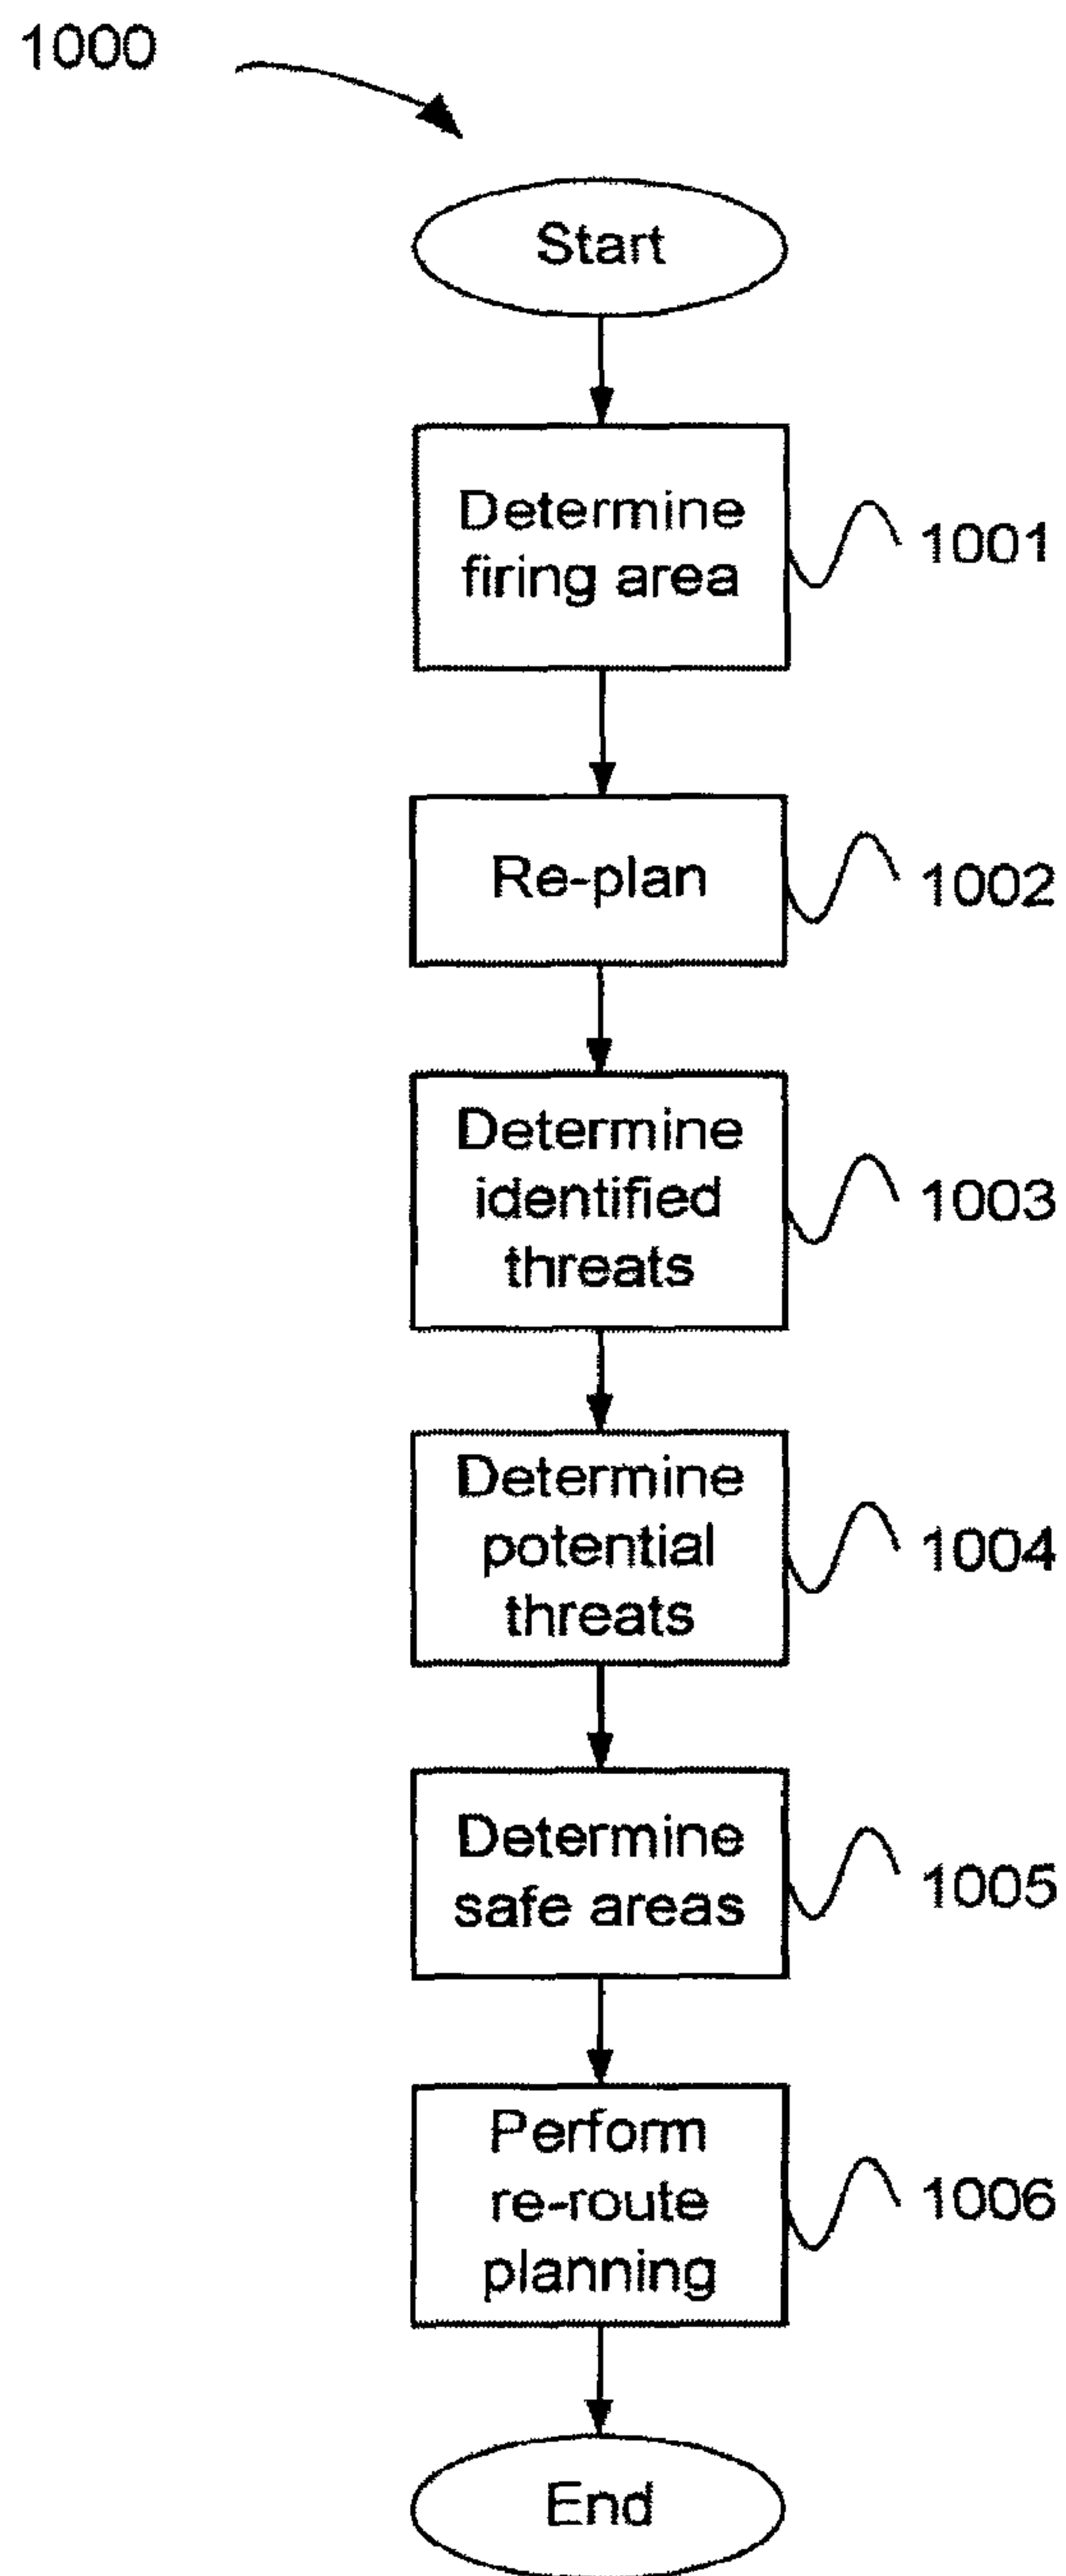 1000
Start
Determine
firing area
1001
Re-plan
1002
Determine
identified
threats
1003
Determine
potential
threats
1004
Determine
safe areas
1005
Perform
re-route
planning
1006
End